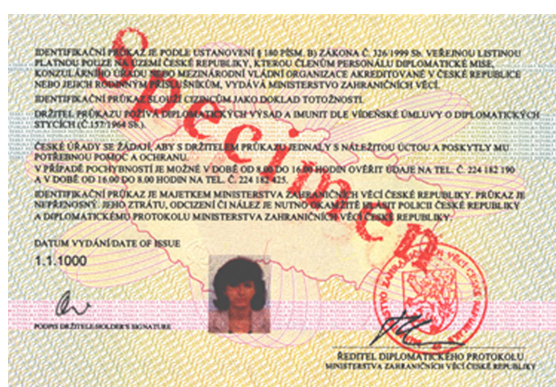 IDENTIFIKAČNÍ PRŮKAZ JE PODLE USTANOVENÍ § 180 PÍSM. B) ZÁKONA Č. 326/1999 Sb. VEŘEJNOU LISTINOU
PLATNOU POUZE NA ÚZEMÍ ČESKÉ REPUBLIKY, KTEROU ČLENŮM PERSONÁLU DIPLOMATICKÉ MISE,
KONZULÁRNÍHO ÚŘADU NEBO MEZINÁRODNÍ VLÁDNÍ ORGANIZACE AKREDITOVANÉ V ČESKÉ REPUBLICE
NEBO JEJICH RODINNÝM PŘÍSLUŠNÍKŮM, VYDÁVÁ MINISTERSTVO ZAHRANIČNÍCH VĚCÍ.
IDENTIFIKAČNÍ PRŮKAZ SLOUŽÍ CIZINCŮM JAKO DOKLAD TOTOŽNOSTI.
DRŽITEL PRŮKAZU POŽÍVÁ DIPLOMATICKÝCH VÝSAD A IMUNIT DLE VÍDEŇSKÉ ÚMLUVY O DIPLOMATICKÝCH
STYCÍCH (Č.157/1964 Sb.).
ČESKÉ ÚŘADY SE ŽÁDAJÍ, ABY S DRŽITELEM PRŮKAZU JEDNALY S NÁLEŽITOU ÚCTOU A POSKYTLY MU
POTŘEBNOU POMOC A OCHRANU.
V PŘÍPADĚ POCHYBNOSTÍ JE MOŽNÉ V DOBĚ OD 8.00 DO 16.00 HODIN OVĚŘIT ÚDAJE NA TEL. Č. 224 182 190
A V DOBĚ OD 16.00 DO 8.00 HODIN NA TEL. Č. 224 182 425.
IDENTIFIKAČNÍ PRŮKAZ JE MAJETKEM MINISTERSTVA ZAHRANIČNÍCH VĚCÍ ČESKÉ REPUBLIKY. PRŮKAZ JE
NEPŘENOSNÝ. JEHO ZTRÁTU, ODCIZENÍ ČI NÁLEZ JE NUTNO OKAMŽITĚ HLÁSIT POLICII ČESKÉ REPUBLIKY
A DIPLOMATICKÉMU PROTOKOLU MINISTERSTVA ZAHRANIČNÍCH VĚCÍ ČESKÉ REPUBLIKY.
Specimen
DATUM VYDÁNÍ/DATE OF ISSUE
1.1.1000
PODPIS DRŽITELE/HOLDER'S SIGNATURE
ŘEDITEL DIPLOMATICKÉHO PROTOKOLU
MINISTERSTVA ZAHRANIČNÍCH VĚCÍ ČESKÉ REPUBLIKY